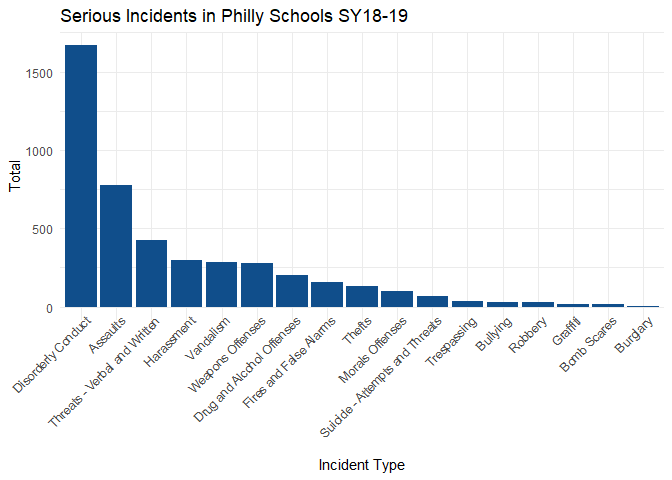 Serious Incidents in Philly Schools SY18-19
1500
1000
500
0
Total
Disorderly Conduct
Assaults
Threats - Verbal and Written
Harassment
Vandalism
Weapons Offenses
Drug and Alcohol Offenses
Fires and False Alarms
Thefts
Morals Offenses
Suicide - Attempts and Threats
Trespassing
Bullying
Robbery
Graffiti
Bomb Scares
Burglary
Incident Type